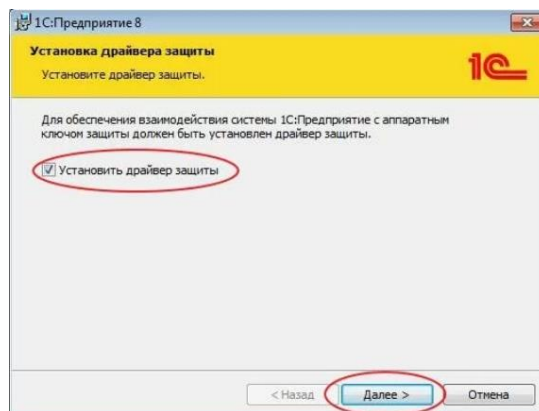 1С:Предприятие 8
Установка драйвера защиты
Установите драйвер защиты.
1С
Для обеспечения взаимодействия системы 1С:Предприятие с аппаратным
ключом защиты должен быть установлен драйвер защиты.
Установить драйвер защиты
< Назад
Далее >
Отмена